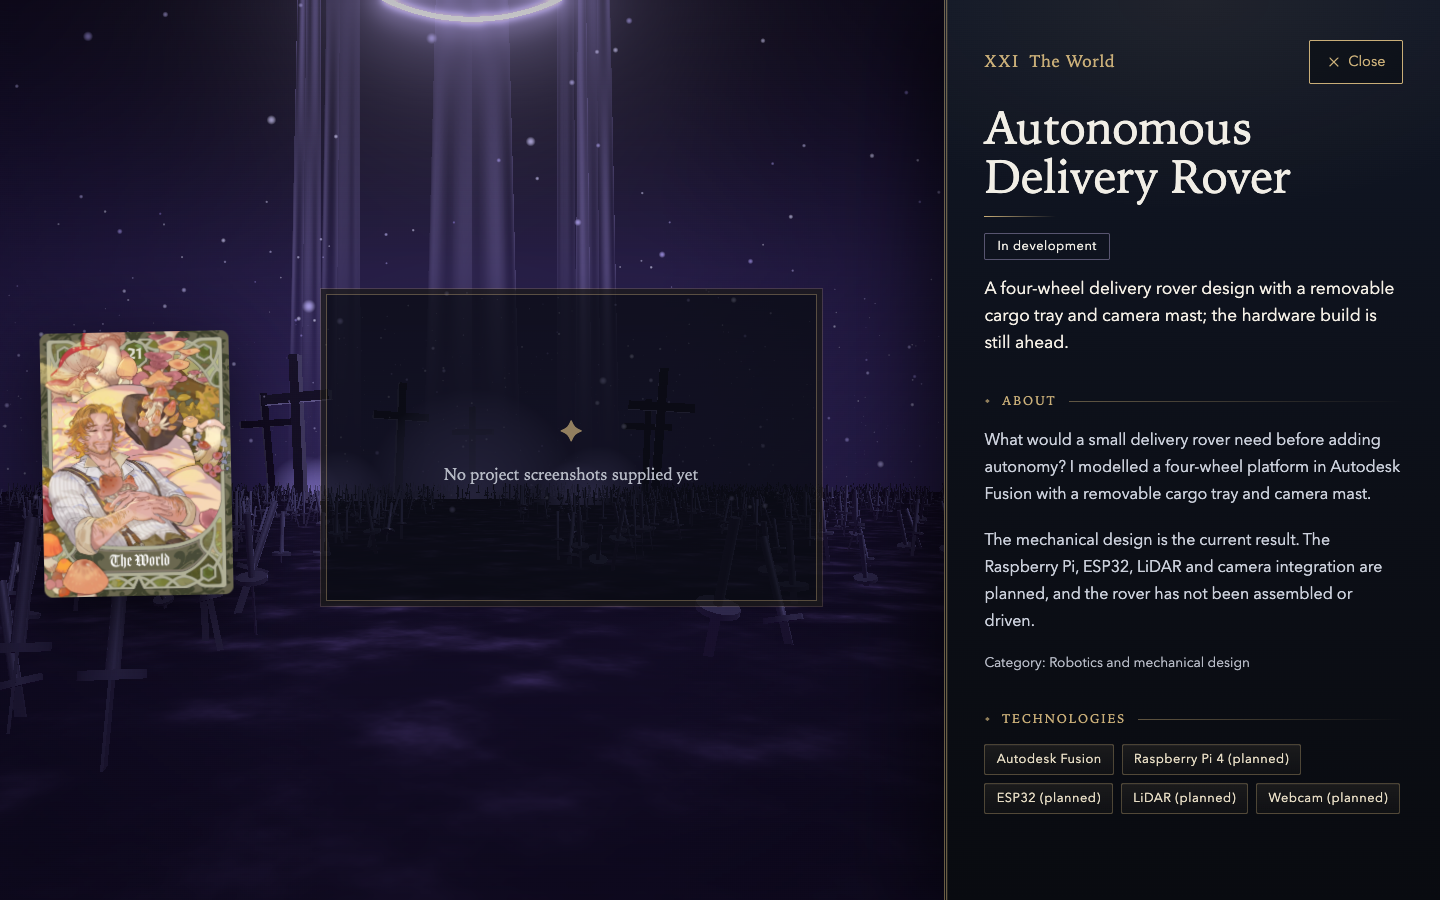 XXI The World
Close
Autonomous
Delivery Rover
In development
A four-wheel delivery rover design with a removable
cargo tray and camera mast; the hardware build is
still ahead.
ABOUT
What would a small delivery rover need before adding
autonomy? I modelled a four-wheel platform in Autodesk
Fusion with a removable cargo tray and camera mast.
The mechanical design is the current result. The
Raspberry Pi, ESP32, LiDAR and camera integration are
planned, and the rover has not been assembled or
driven.
Category: Robotics and mechanical design
TECHNOLOGIES
Autodesk Fusion
Raspberry Pi 4 (planned)
ESP32 (planned)
LiDAR (planned)
Webcam (planned)
No project screenshots supplied yet
21
The World